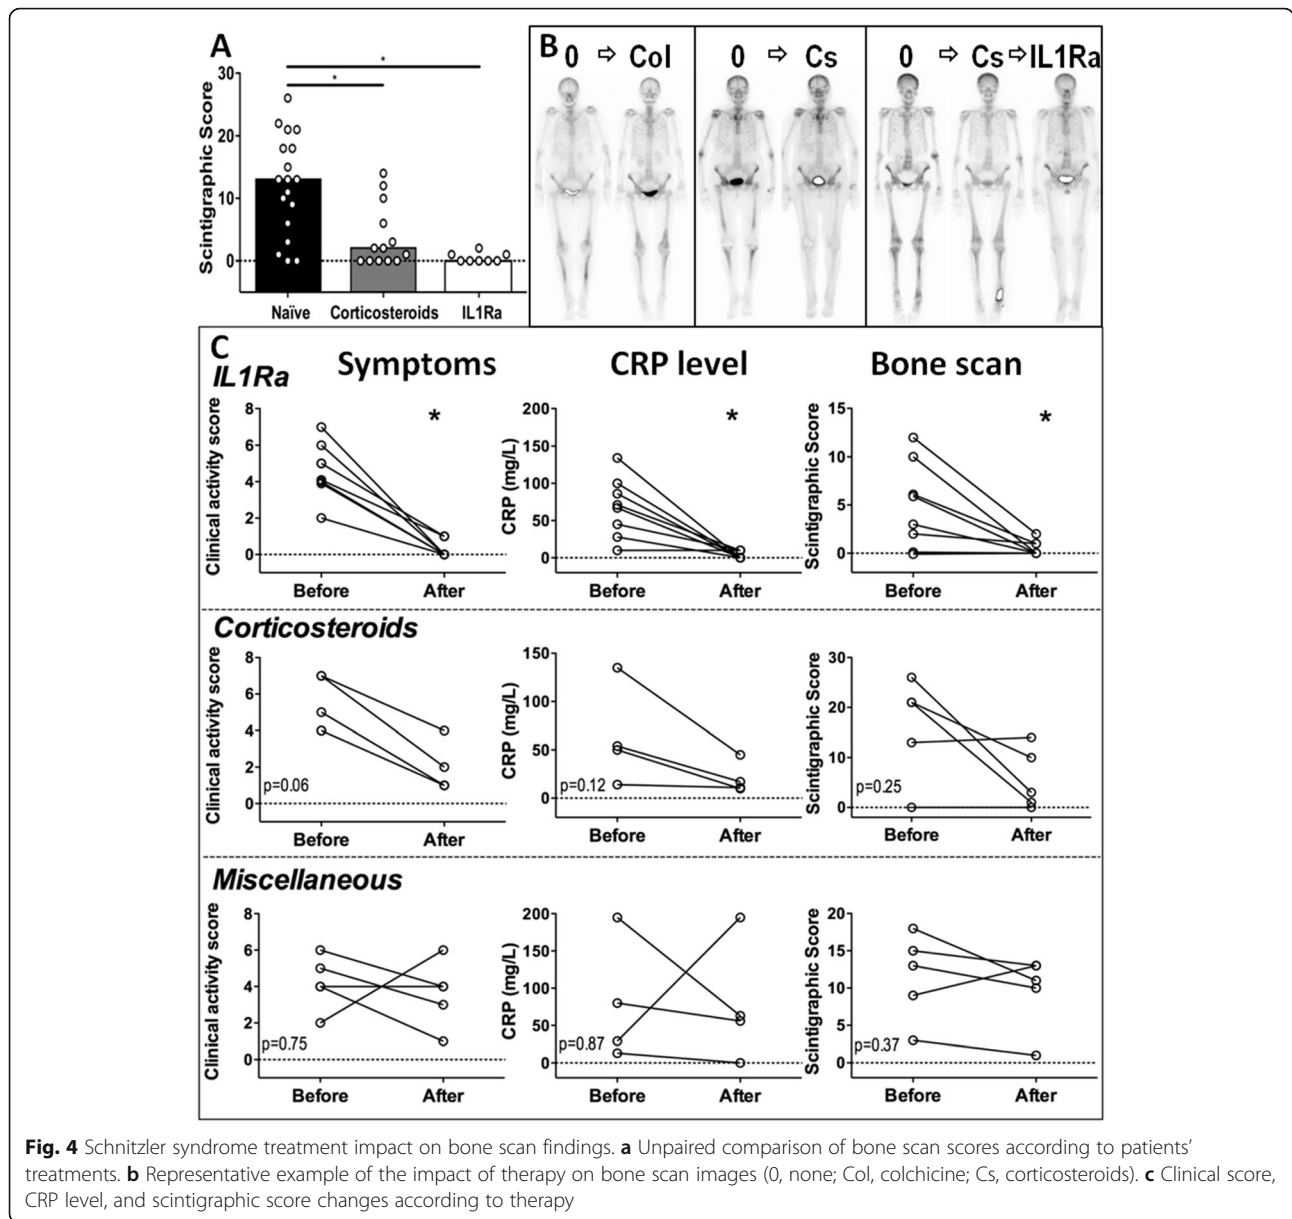 A
Scintigraphic Score
30
20
10
0
*
*
Naïve Corticosteroids IL1Ra
B
0 ⇨ Col
0 ⇨ Cs
0 ⇨ Cs ⇨ IL1Ra
C
IL1Ra
Symptoms CRP level Bone scan
Clinical activity score
8
6
4
2
0
*
Before After
CRP (mg/L)
200
150
100
50
0
*
Before After
Scintigraphic Score
15
10
5
0
*
Before After
Corticosteroids
Clinical activity score
8
6
4
2
0
p=0.06
Before After
CRP (mg/L)
150
100
50
0
p=0.12
Before After
Scintigraphic Score
30
20
10
0
p=0.25
Before After
Miscellaneous
Clinical activity score
8
6
4
2
0
p=0.75
Before After
CRP (mg/L)
200
150
100
50
0
p=0.87
Before After
Scintigraphic Score
20
15
10
5
0
p=0.37
Before After
Fig. 4 Schnitzler syndrome treatment impact on bone scan findings. a Unpaired comparison of bone scan scores according to patients’
treatments. b Representative example of the impact of therapy on bone scan images (0, none; Col, colchicine; Cs, corticosteroids). c Clinical score,
CRP level, and scintigraphic score changes according to therapy